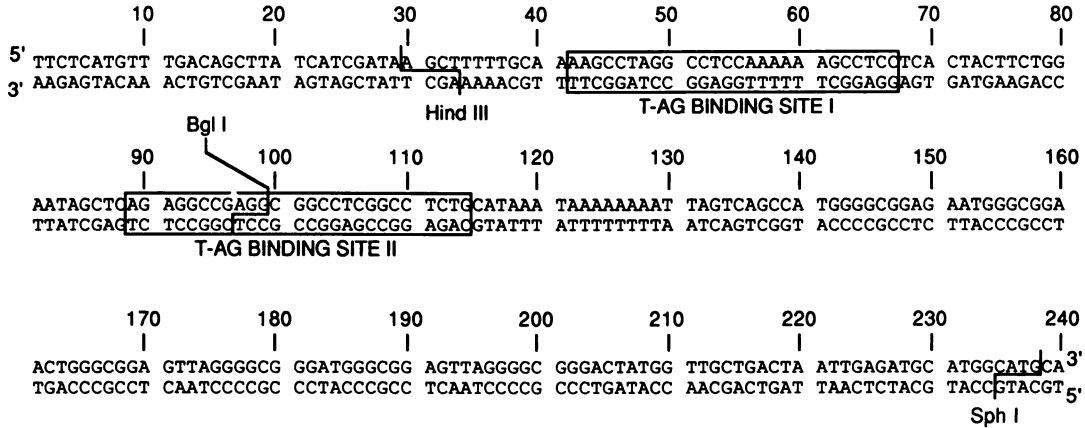 10 20 30 40 50 60 70 80
5' TTCTCATGTT TGACAGCTTA TCATCGATAA GCTTTTTGCA AAAGCCTAGG CCTCCAAAAA AGCCTCCTCA CTACTTCTGG
3' AAGAGTACAA ACTGTCGAAT AGTAGCTATT CGAAAAACGT TTTCGGATCC GGAGGTTTTT TCGGAGGAGT GATGAAGACC
Hind III T-AG BINDING SITE I
Bgl I
90 100 110 120 130 140 150 160
AATAGCTCAG AGGCCGAGGC GGCCTCGGCC TCTGCATAAA TAAAAAAAAT TAGTCAGCCA TGGGGCGGAG AATGGGCGGA
TTATCGAGTC TCCGGCTCCG CCGGAGCCGG AGACGTATTT ATTTTTTTTA ATCAGTCGGT ACCCCGCCTC TTACCCGCCT
T-AG BINDING SITE II
170 180 190 200 210 220 230 240
ACTGGGCGGA GTTAGGGGCG GGATGGGCGG AGTTAGGGGC GGGACTATGG TTGCTGACTA ATTGAGATGC ATGGCATGCA 3'
TGACCCGCCT CAATCCCCGC CCTACCCGCC TCAATCCCCG CCCTGATACC AACGACTGAT TAACTCTACG TACCGTACGT 5'
Sph I